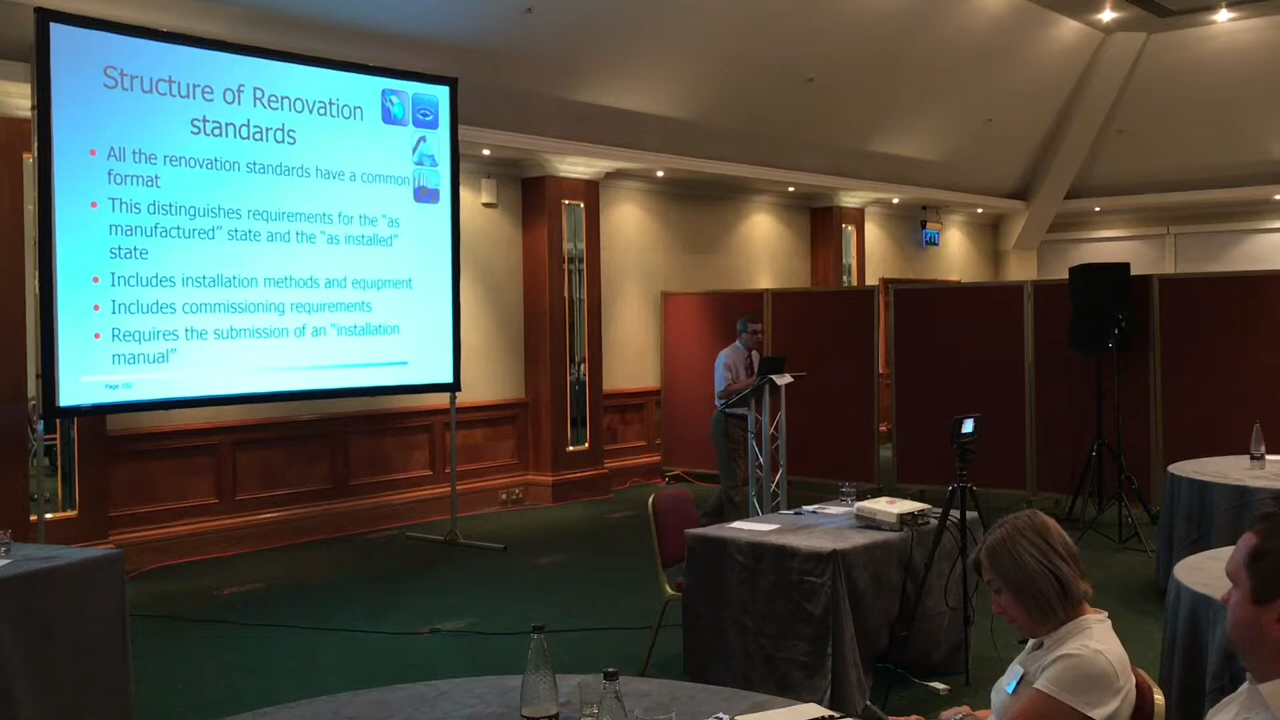 Structure of Renovation
standards
All the renovation standards have a common
format
This distinguishes requirements for the “as
manufactured” state and the “as installed”
state
Includes installation methods and equipment
Includes commissioning requirements
Requires the submission of an “installation
manual”